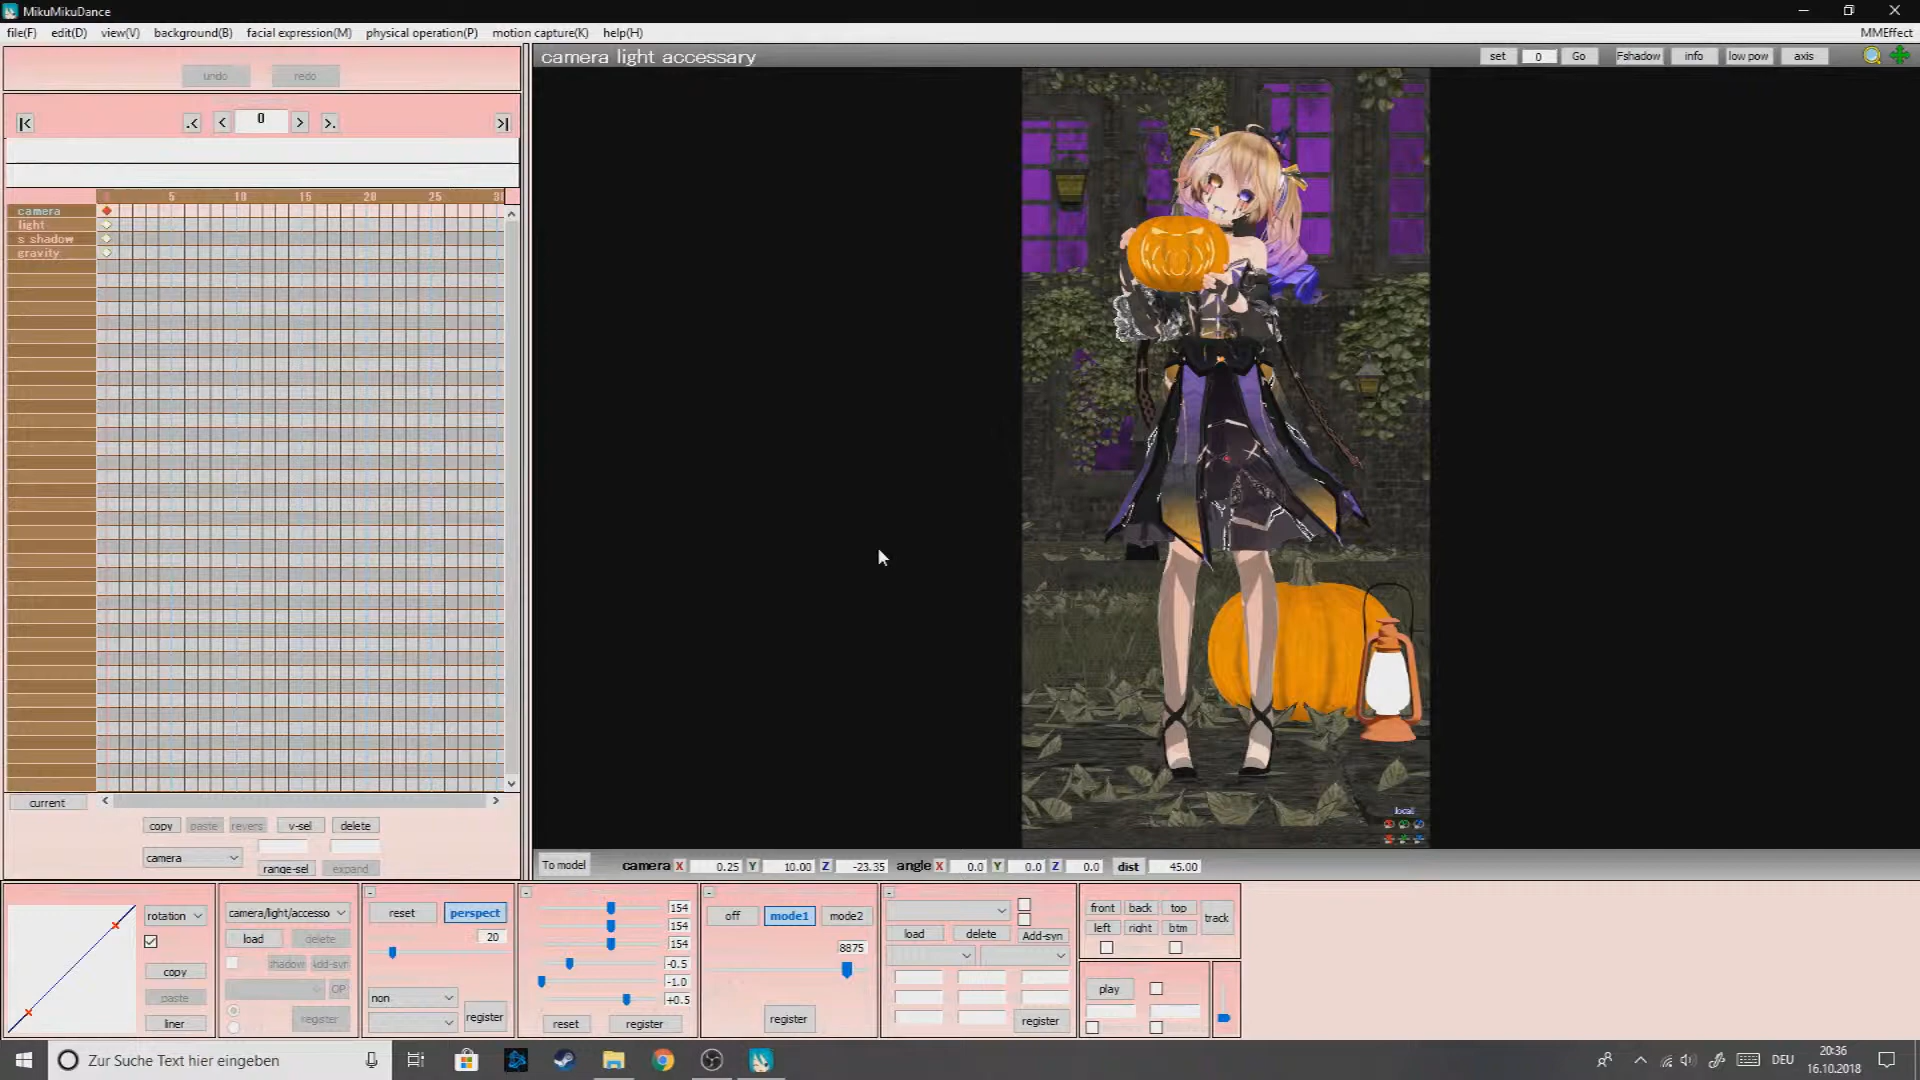 MikuMikuDance
file(F) edit(D) view(V) background(B) facial expression(M) physical operation(P) motion capture(K) help(H) MMEffect
camera light accessary set 0 Go Fshadow info low pow axis
undo redo
|< .< < 0 > >. >|
5 10 15 20 25
camera
light
s shadow
gravity
local
current < >
copy paste revers v-sel delete
camera
range-sel expand
To model camera X 0.25 Y 10.00 Z -23.35 angle X 0.0 Y 0.0 Z 0.0 dist 45.00
rotation
copy
paste
liner
camera/light/accesso
load delete
shadow Add-syn
OP
register
reset perspect
20
non
register
154
154
154
-0.5
-1.0
+0.5
reset register
off mode1 mode2
8875
register
load delete Add-syn
register
front back top
left right btm
track
play
Zur Suche Text hier eingeben
DEU
20:36
16.10.2018